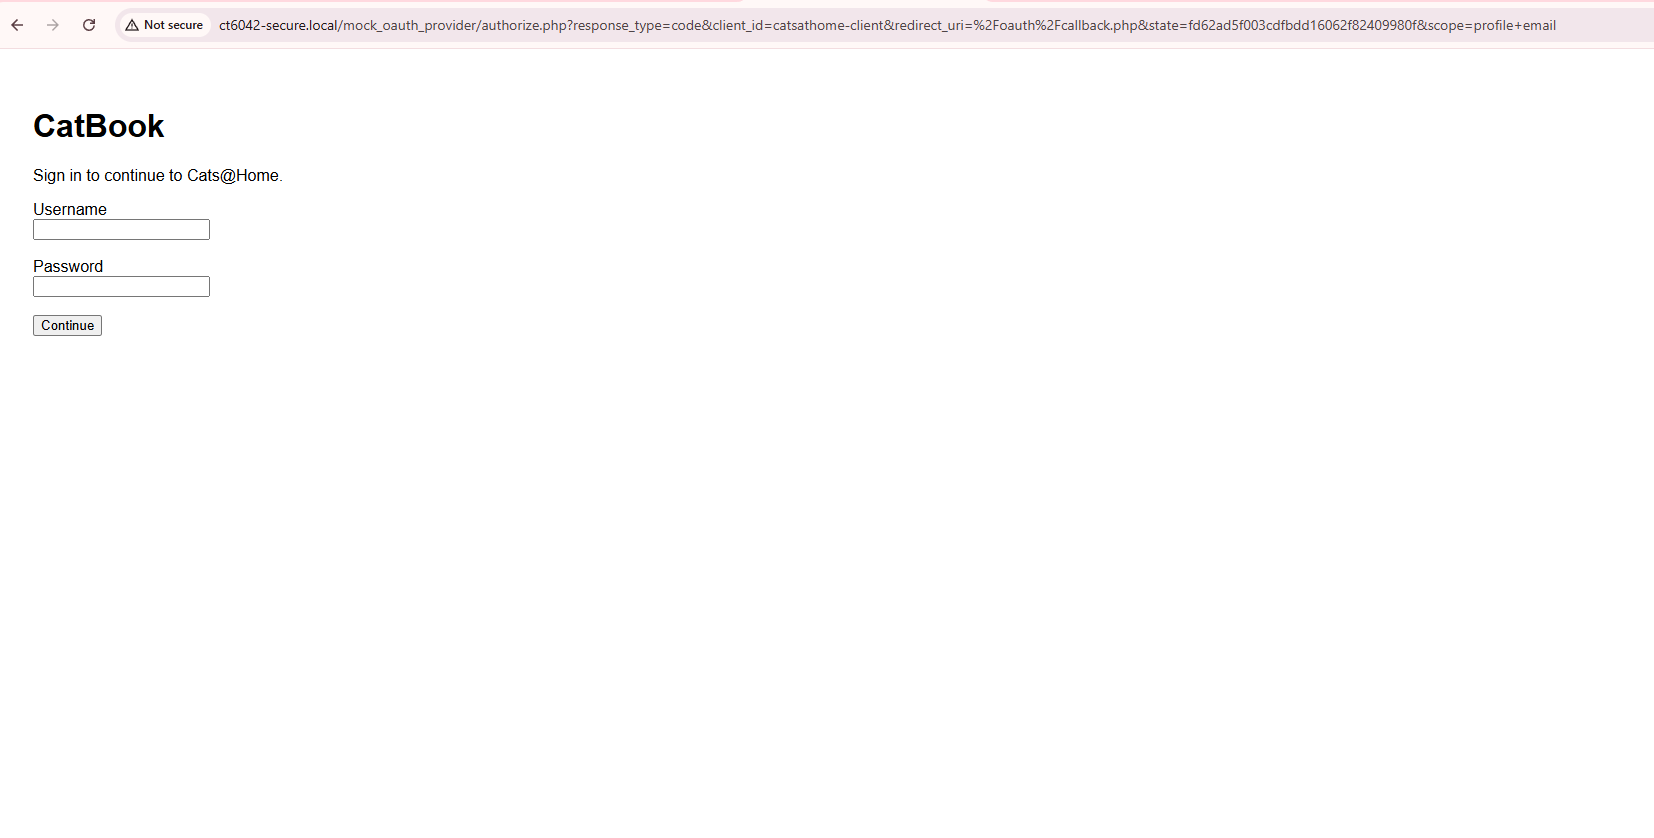 Not secure ct6042-secure.local/mock_oauth_provider/authorize.php?response_type=code&client_id=catsathome-client&redirect_uri=%2Foauth%2Fcallback.php&state=fd62ad5f003cdfbdd16062f82409980f&scope=profile+email
CatBook
Sign in to continue to Cats@Home.
Username
Password
Continue